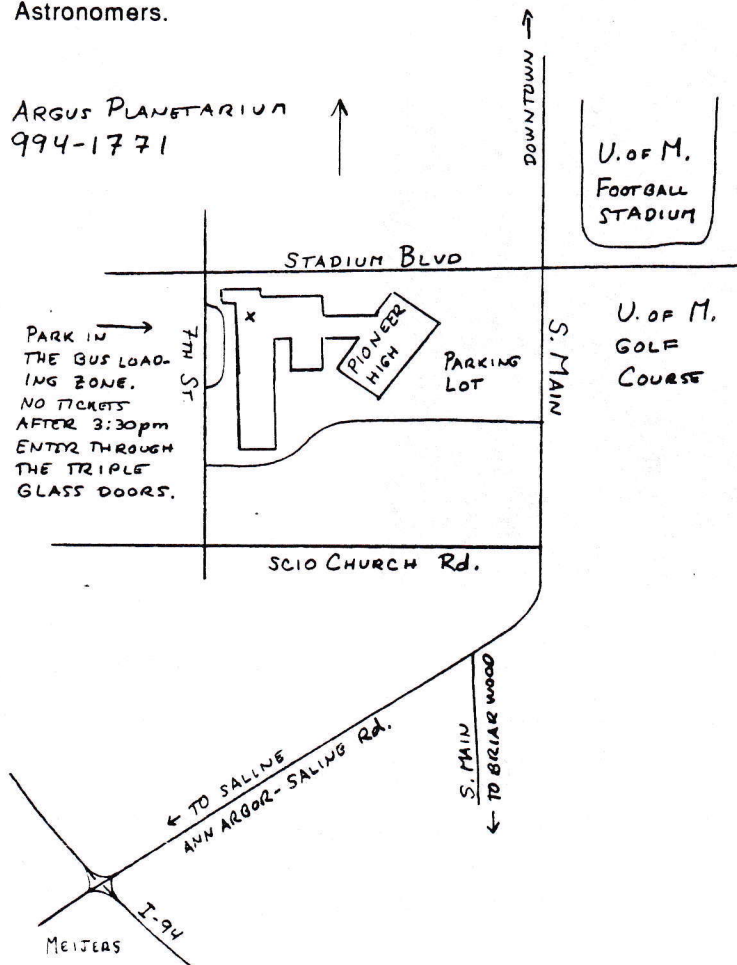 Astronomers.
ARGUS PLANETARIUM
994-1771
DOWNTOWN
U. OF M.
FOOTBALL
STADIUM
STADIUM BLVD
PARK IN
THE BUS LOAD-
ING ZONE.
NO TICKETS
AFTER 3:30pm
ENTER THROUGH
THE TRIPLE
GLASS DOORS.
7TH ST.
x
PIONEER
HIGH
PARKING
LOT
S. MAIN
U. OF M.
GOLF
COURSE
SCIO CHURCH Rd.
TO SALINE
ANN ARBOR-SALINE Rd.
S. MAIN
TO BRIARWOOD
I-94
MEIJERS